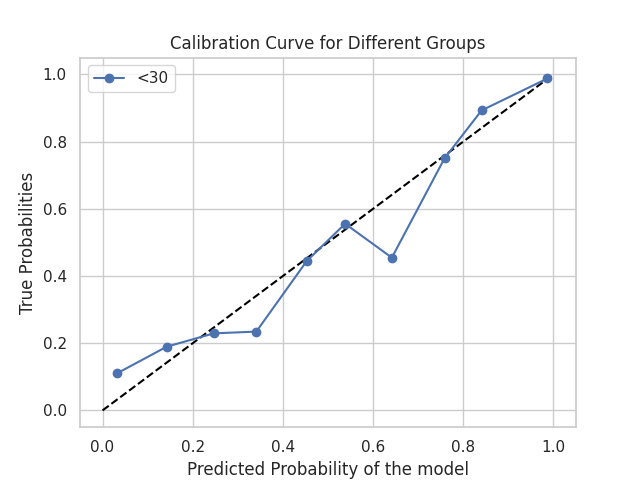 Calibration Curve for Different Groups
<30
1.0
0.8
0.6
0.4
0.2
0.0
True Probabilities
0.0 0.2 0.4 0.6 0.8 1.0
Predicted Probability of the model